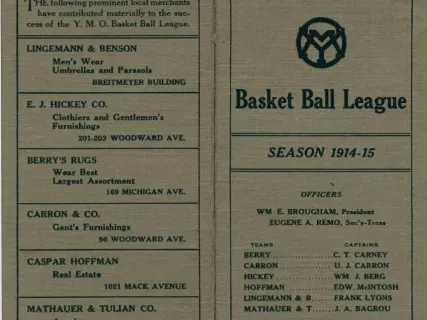 THE following prominent local merchants
have contributed materially to the suc-
cess of the Y. M. O. Basket Ball League.
LINGEMANN & BENSON
Men's Wear
Umbrellas and Parasols
BREITMEYER BUILDING
E. J. HICKEY CO.
Clothiers and Gentlemen's
Furnishings
201-203 WOODWARD AVE.
BERRY'S RUGS
Wear Best
Largest Assortment
169 MICHIGAN AVE.
CARRON & CO.
Gent's Furnishings
96 WOODWARD AVE.
CASPAR HOFFMAN
Real Estate
1021 MACK AVENUE
MATHAUER & TULIAN CO.
Basket Ball League
SEASON 1914-15
OFFICERS
WM E. BROUGHAM, President
EUGENE A. REMO, Sec'y-Treas
TEAMS CAPTAINS
BERRY................C. T. CARNEY
CARRON..............U. J. CARRON
HICKEY...............WM J. BERG
HOFFMAN............EDW. McINTOSH
LINGEMANN & B.....FRANK LYONS
MATHAUER & T......J. A. BAGROU